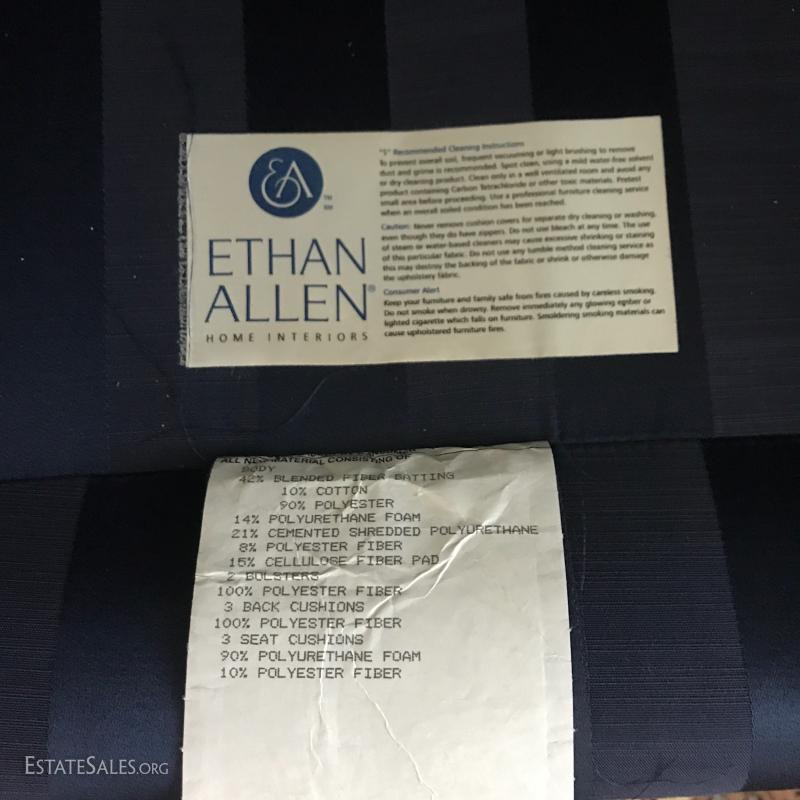 EA
TM
SM
ETHAN
ALLEN®
HOME INTERIORS
"S" Recommended Cleaning Instructions
To prevent overall soil, frequent vacuuming or light brushing to remove
dust and grime is recommended. Spot clean, using a mild water-free solvent
or dry cleaning product. Clean only in a well ventilated room and avoid any
product containing Carbon Tetrachloride or other toxic materials. Pretest
small area before proceeding. Use a professional furniture cleaning service
when an overall soiled condition has been reached.
Caution: Never remove cushion covers for separate dry cleaning or washing,
even though they do have zippers. Do not use bleach at any time. The use
of steam or water-based cleaners may cause excessive shrinking or staining
of this particular fabric. Do not use any tumble method cleaning service as
this may destroy the backing of the fabric or shrink or otherwise damage
the upholstery fabric.
Consumer Alert
Keep your furniture and family safe from fires caused by careless smoking.
Do not smoke when drowsy. Remove immediately any glowing ember or
lighted cigarette which falls on furniture. Smoldering smoking materials can
cause upholstered furniture fires.
ALL NEW MATERIAL CONSISTING OF
BODY
42% BLENDED FIBER BATTING
10% COTTON
90% POLYESTER
14% POLYURETHANE FOAM
21% CEMENTED SHREDDED POLYURETHANE
8% POLYESTER FIBER
15% CELLULOSE FIBER PAD
2 BOLSTERS
100% POLYESTER FIBER
3 BACK CUSHIONS
100% POLYESTER FIBER
3 SEAT CUSHIONS
90% POLYURETHANE FOAM
10% POLYESTER FIBER
ESTATESALES.ORG